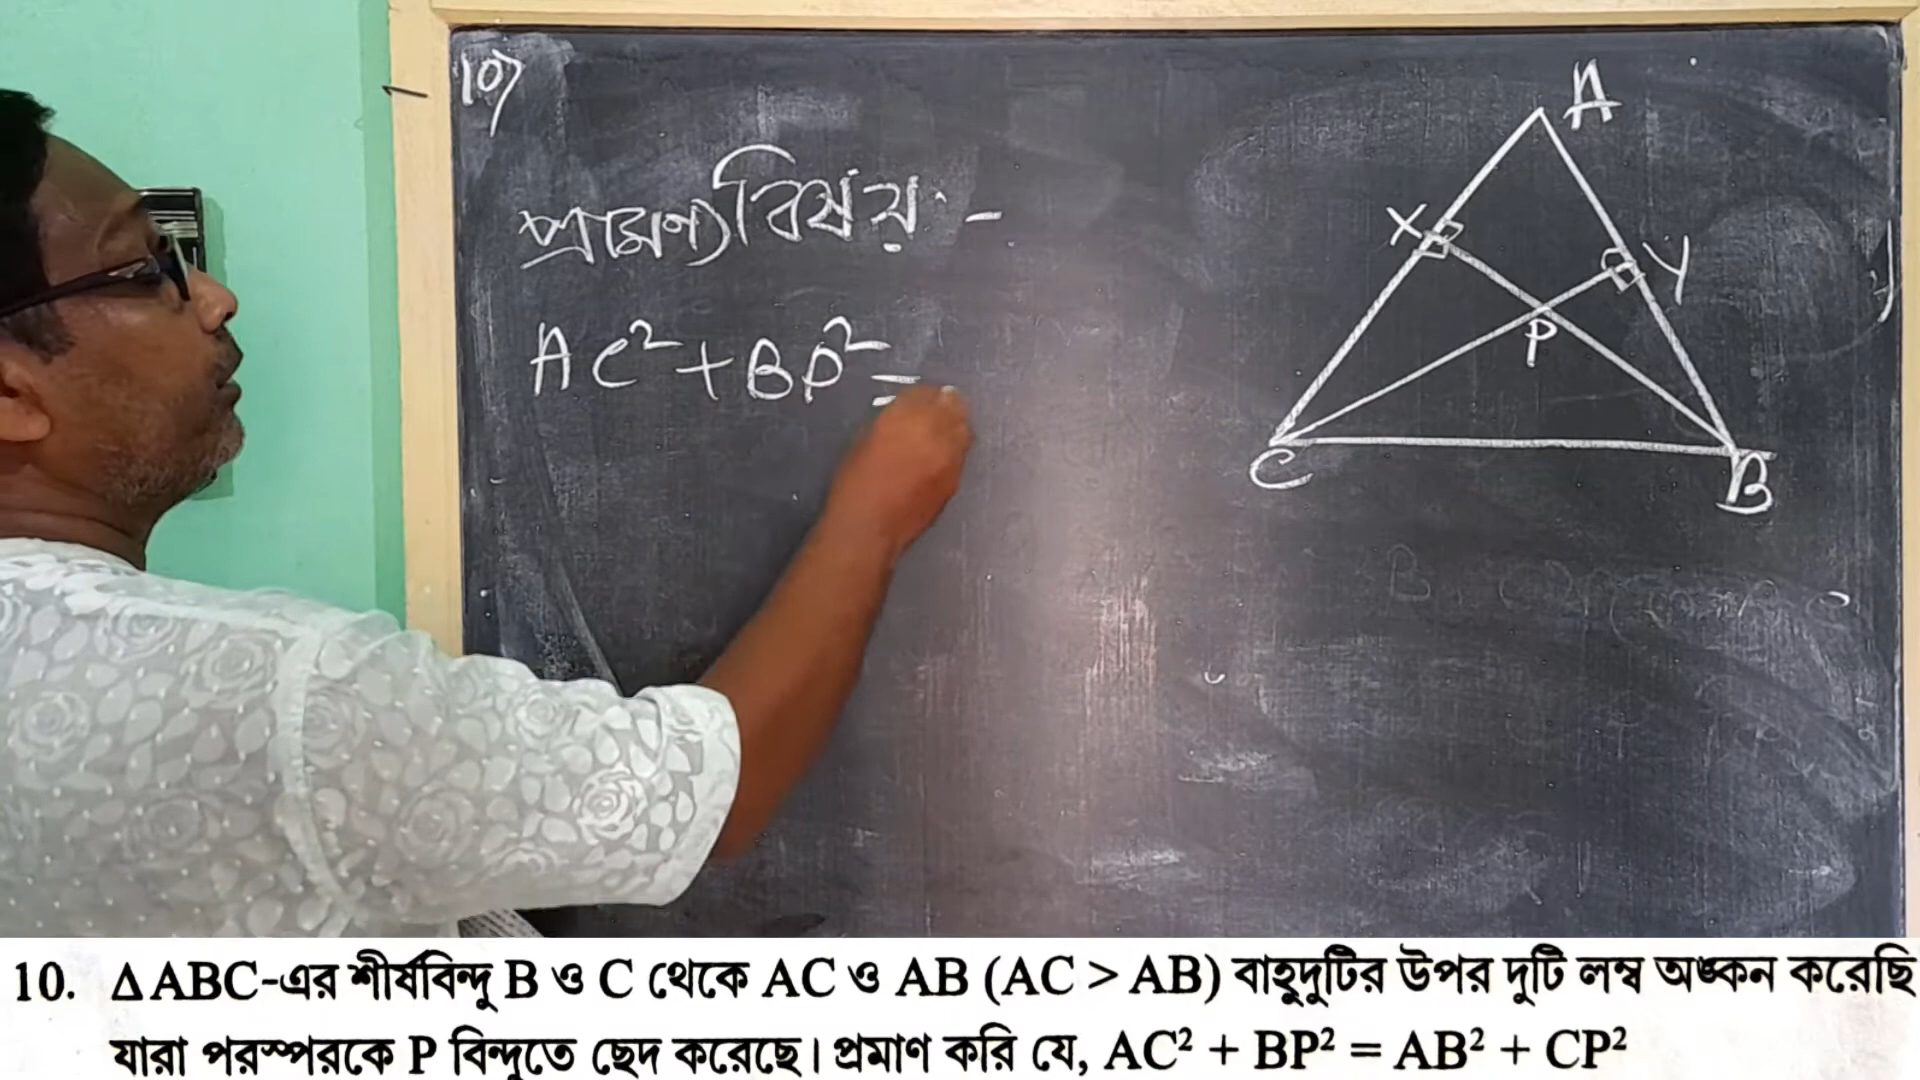 10)
প্রামাণ্যবিষয়:-
AC²+BP²=
A
X
Y
P
C
B
10. ΔABC-এর শীর্ষবিন্দু B ও C থেকে AC ও AB (AC > AB) বাহুদুটির উপর দুটি লম্ব অঙ্কন করেছি
যারা পরস্পরকে P বিন্দুতে ছেদ করেছে। প্রমাণ করি যে, AC² + BP² = AB² + CP²